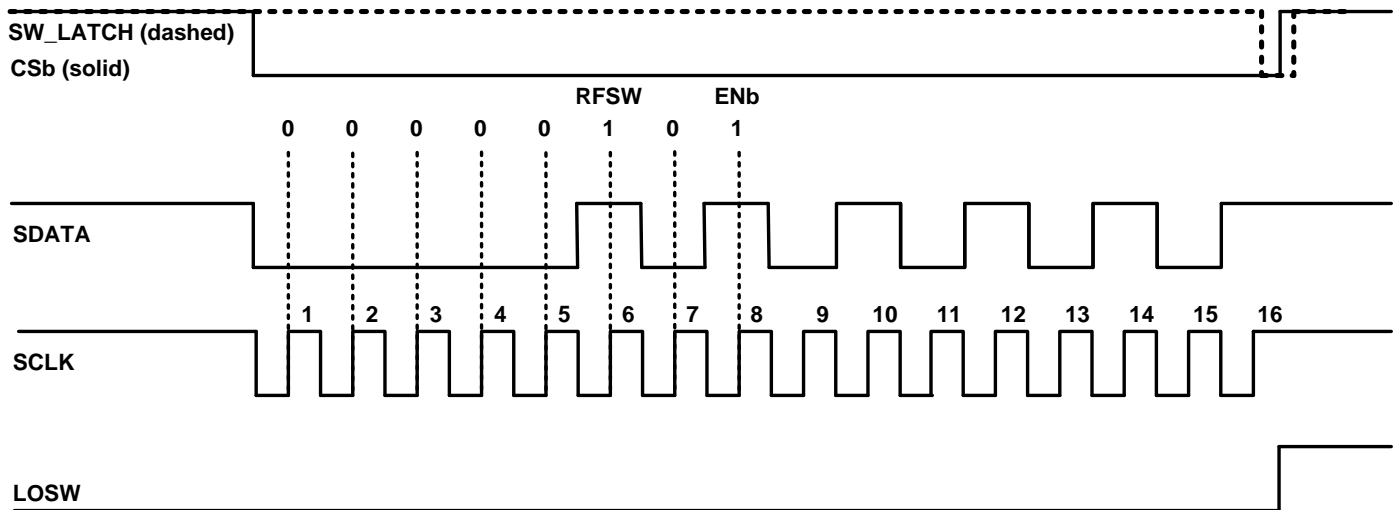 SW_LATCH (dashed)
CSb (solid)
RFSW ENb
0 0 0 0 0 1 0 1
SDATA
1 2 3 4 5 6 7 8 9 10 11 12 13 14 15 16
SCLK
LOSW